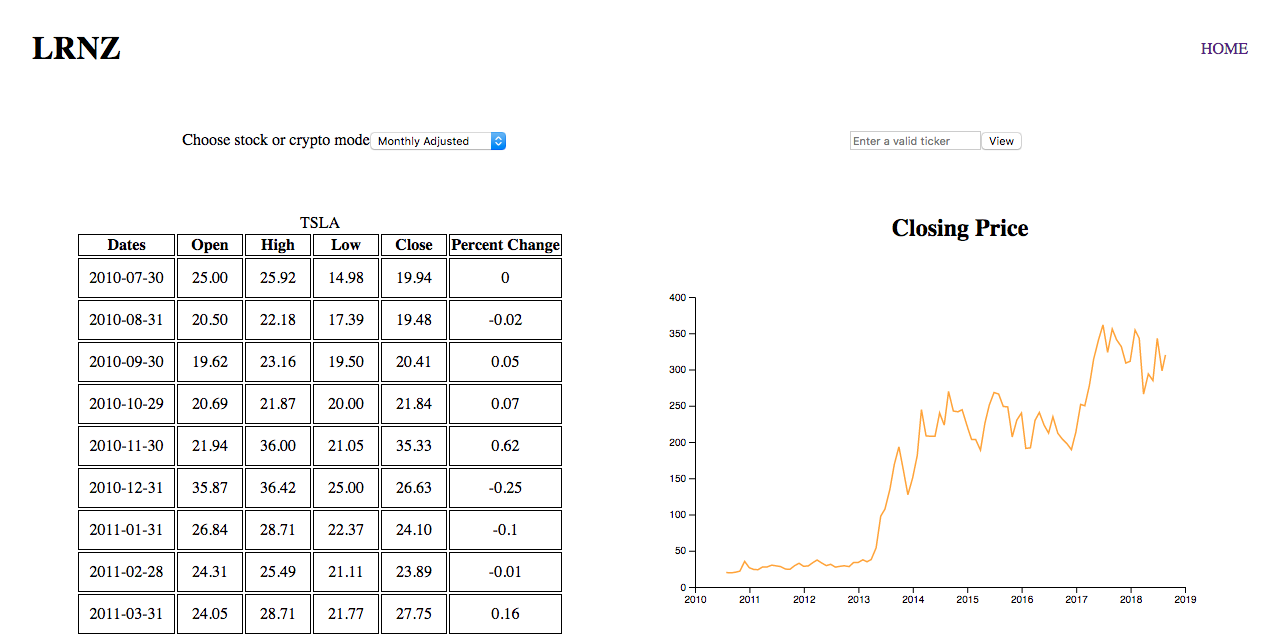 LRNZ
HOME
Choose stock or crypto mode Monthly Adjusted
Enter a valid ticker View
TSLA
Dates Open High Low Close Percent Change
2010-07-30 25.00 25.92 14.98 19.94 0
2010-08-31 20.50 22.18 17.39 19.48 -0.02
2010-09-30 19.62 23.16 19.50 20.41 0.05
2010-10-29 20.69 21.87 20.00 21.84 0.07
2010-11-30 21.94 36.00 21.05 35.33 0.62
2010-12-31 35.87 36.42 25.00 26.63 -0.25
2011-01-31 26.84 28.71 22.37 24.10 -0.1
2011-02-28 24.31 25.49 21.11 23.89 -0.01
2011-03-31 24.05 28.71 21.77 27.75 0.16
Closing Price
400
350
300
250
200
150
100
50
0
2010 2011 2012 2013 2014 2015 2016 2017 2018 2019